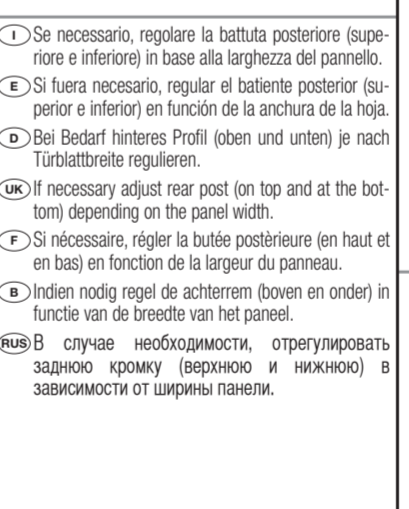 I Se necessario, regolare la battuta posteriore (supe-
riore e inferiore) in base alla larghezza del pannello.
E Si fuera necesario, regular el batiente posterior (su-
perior e inferior) en función de la anchura de la hoja.
D Bei Bedarf hinteres Profil (oben und unten) je nach
Türblattbreite regulieren.
UK If necessary adjust rear post (on top and at the bot-
tom) depending on the panel width.
F Si nécessaire, régler la butée postèrieure (en haut et
en bas) en fonction de la largeur du panneau.
B Indien nodig regel de achterrem (boven en onder) in
functie van de breedte van het paneel.
RUS В случае необходимости, отрегулировать
заднюю кромку (верхнюю и нижнюю) в
зависимости от ширины панели.